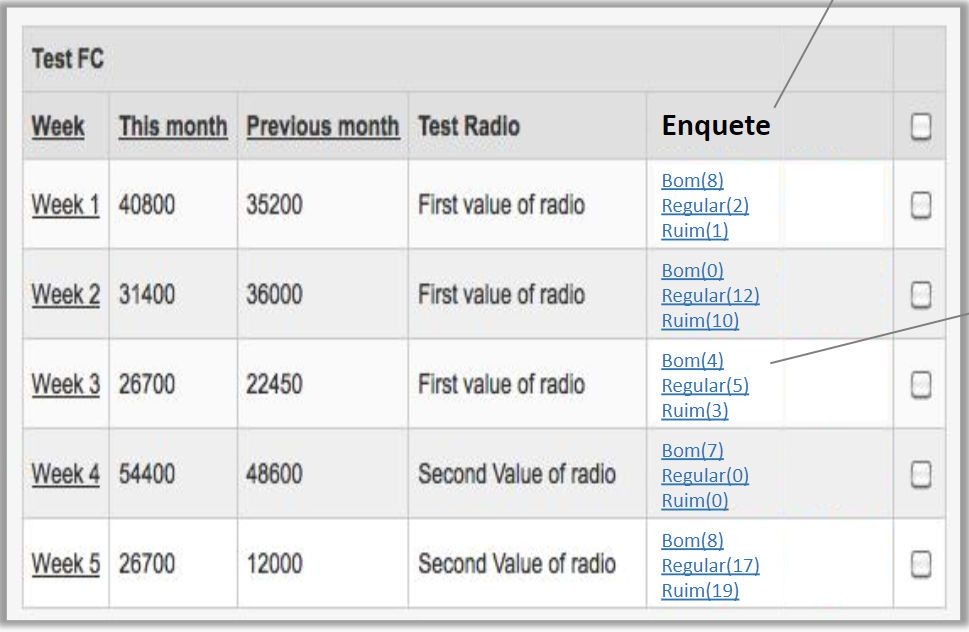 Test FC
Week This month Previous month Test Radio Enquete
Week 1 40800 35200 First value of radio Bom(8)
Regular(2)
Ruim(1)
Week 2 31400 36000 First value of radio Bom(0)
Regular(12)
Ruim(10)
Week 3 26700 22450 First value of radio Bom(4)
Regular(5)
Ruim(3)
Week 4 54400 48600 Second Value of radio Bom(7)
Regular(0)
Ruim(0)
Week 5 26700 12000 Second Value of radio Bom(8)
Regular(17)
Ruim(19)